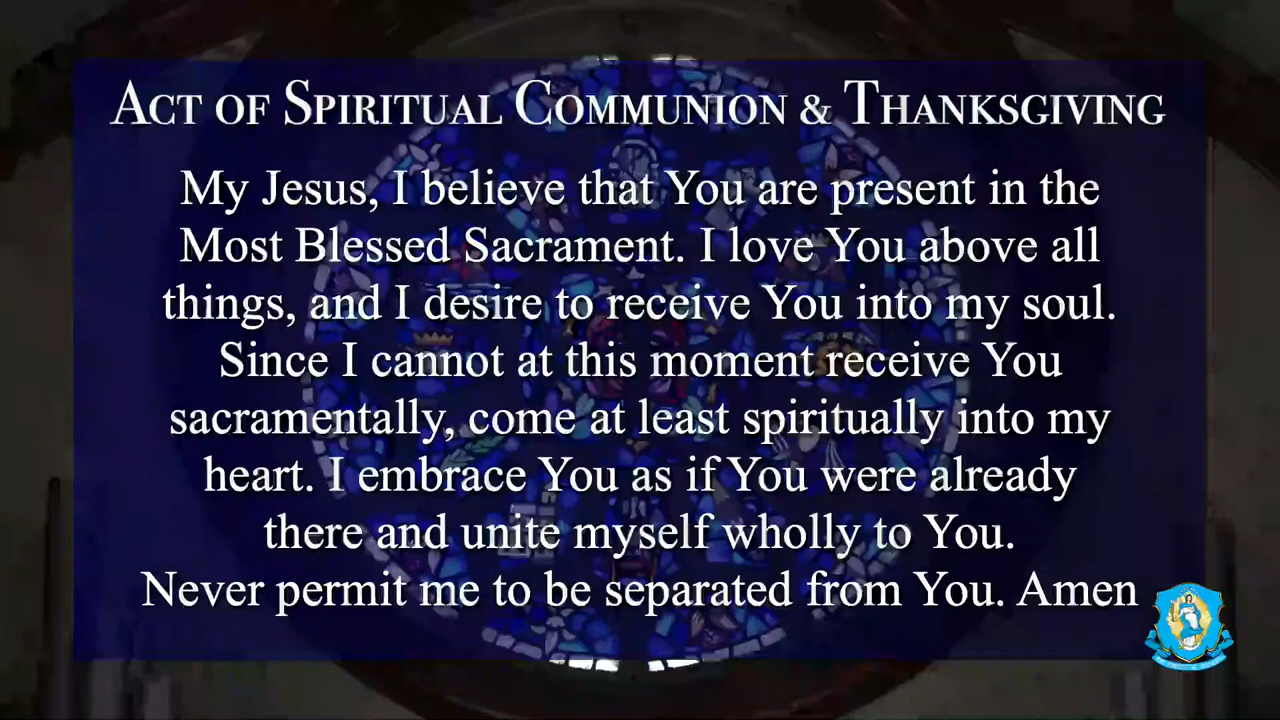 ACT OF SPIRITUAL COMMUNION & THANKSGIVING
My Jesus, I believe that You are present in the
Most Blessed Sacrament. I love You above all
things, and I desire to receive You into my soul.
Since I cannot at this moment receive You
sacramentally, come at least spiritually into my
heart. I embrace You as if You were already
there and unite myself wholly to You.
Never permit me to be separated from You. Amen